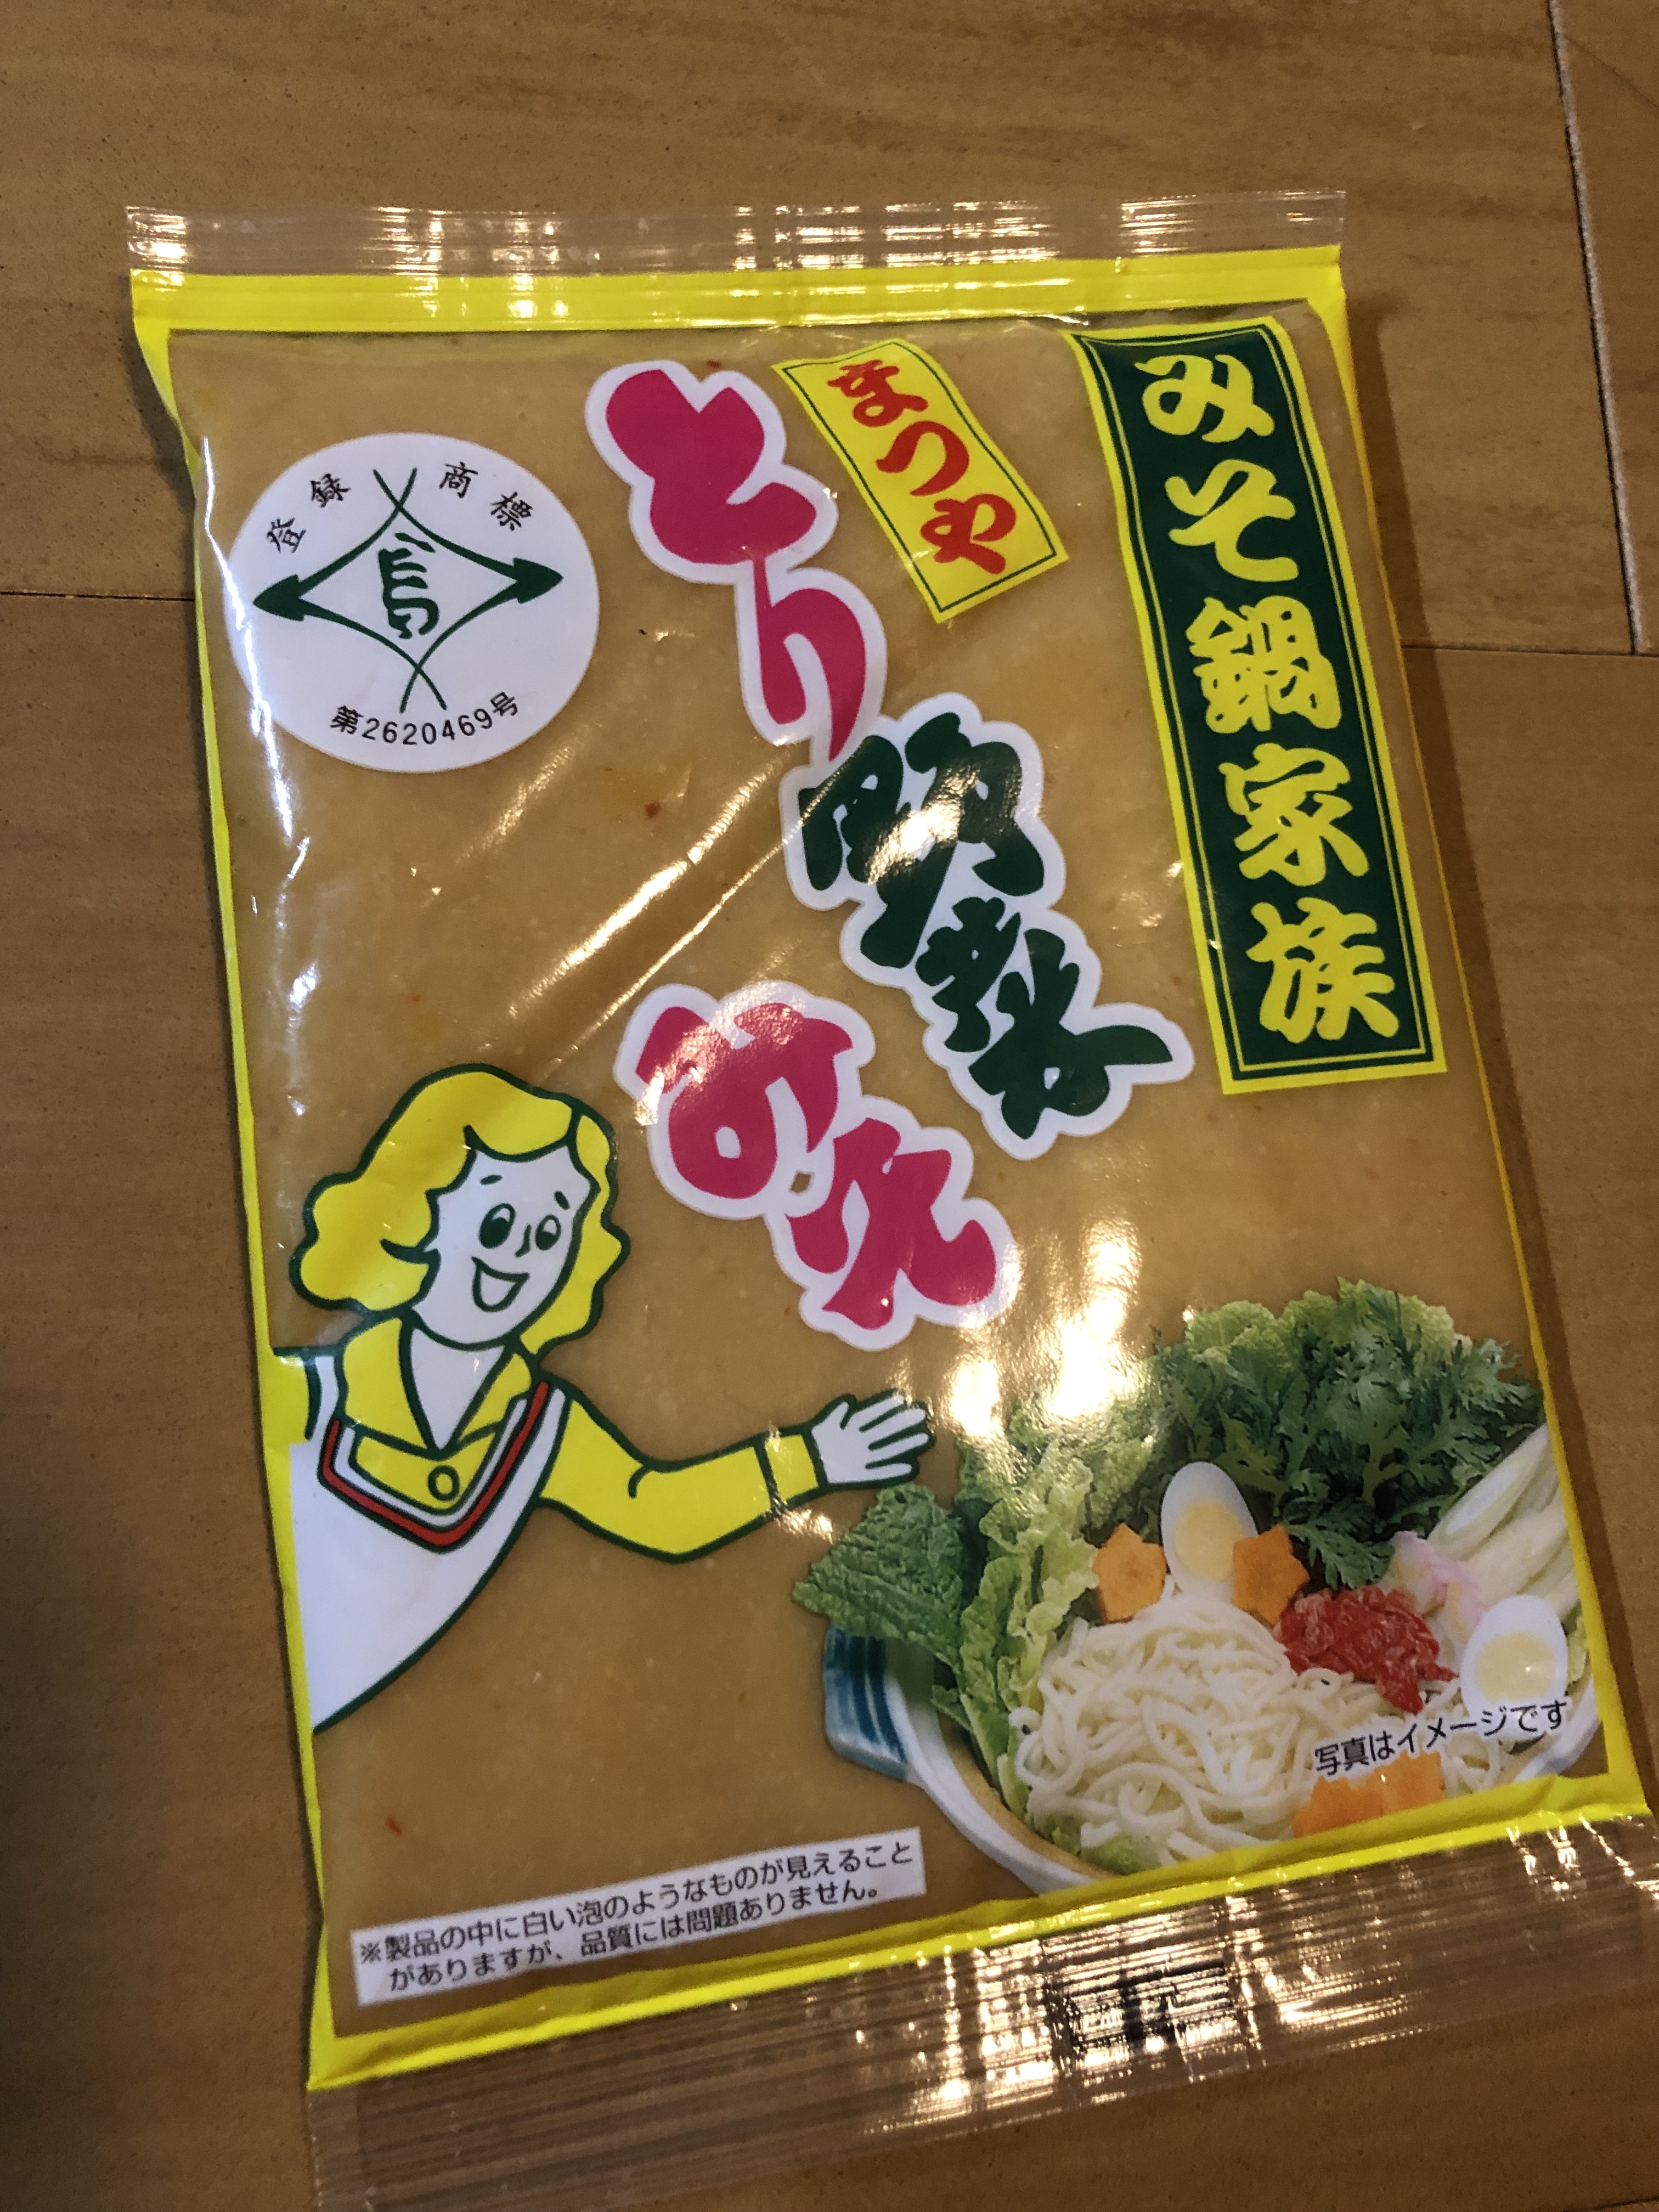 みそ鍋家族
まつや
とり
野菜
みそ
登録商標
鳥
第2620469号
写真はイメージです
※製品の中に白い泡のようなものが見えること
がありますが、品質には問題ありません。